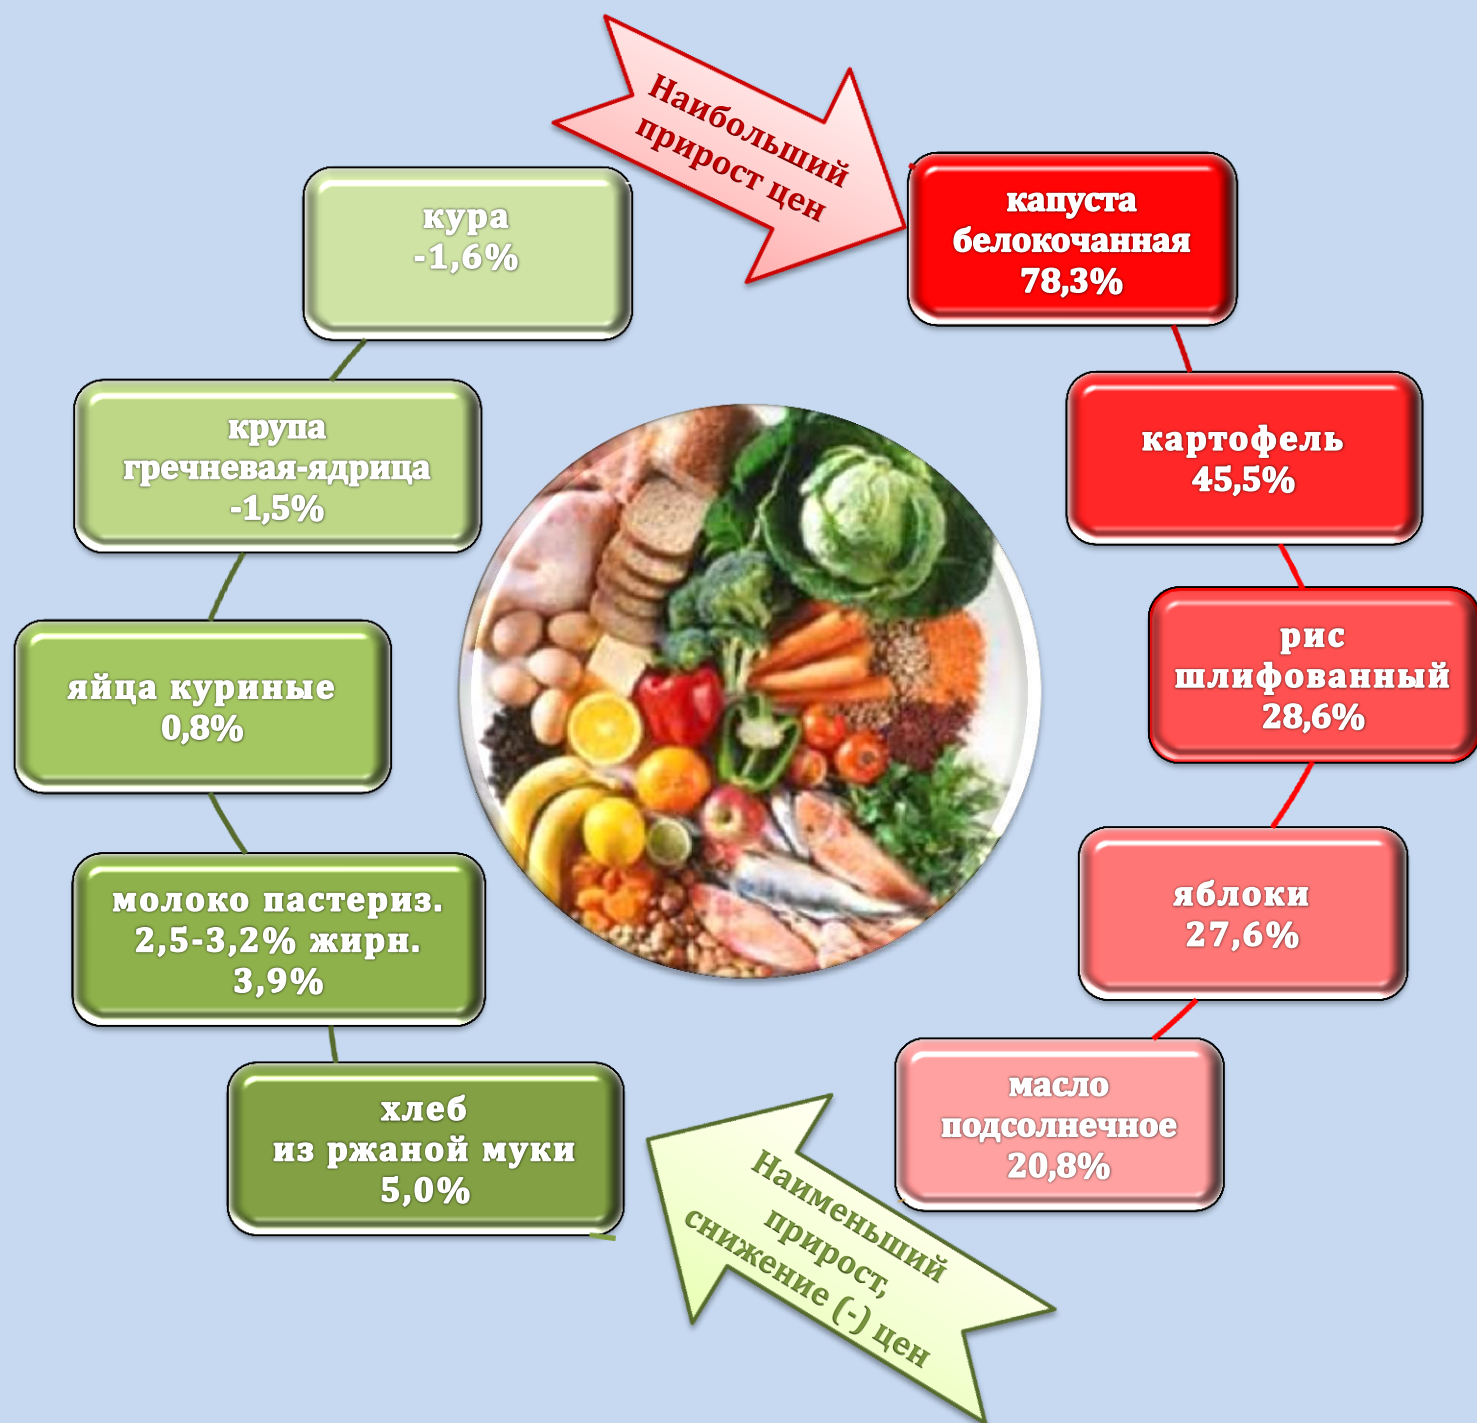 Наибольший
прирост цен
капуста
белокочанная
78,3%
картофель
45,5%
рис
шлифованный
28,6%
яблоки
27,6%
масло
подсолнечное
20,8%
Наименьший
прирост,
снижение (-) цен
хлеб
из ржаной муки
5,0%
молоко пастериз.
2,5-3,2% жирн.
3,9%
яйца куриные
0,8%
крупа
гречневая-ядрица
-1,5%
кура
-1,6%